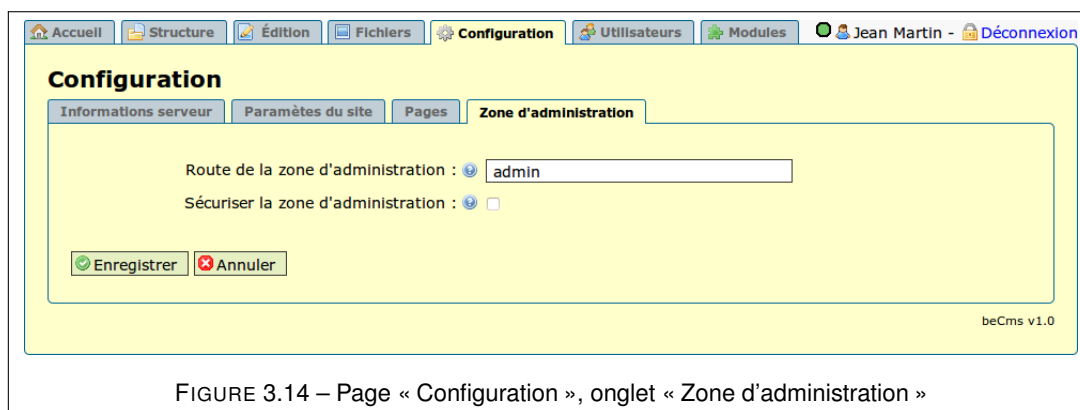 Accueil Structure Édition Fichiers Configuration Utilisateurs Modules Jean Martin - Déconnexion
Configuration
Informations serveur Paramètres du site Pages Zone d'administration
Route de la zone d'administration : admin
Sécuriser la zone d'administration :
Enregistrer Annuler
beCms v1.0
FIGURE 3.14 – Page « Configuration », onglet « Zone d'administration »